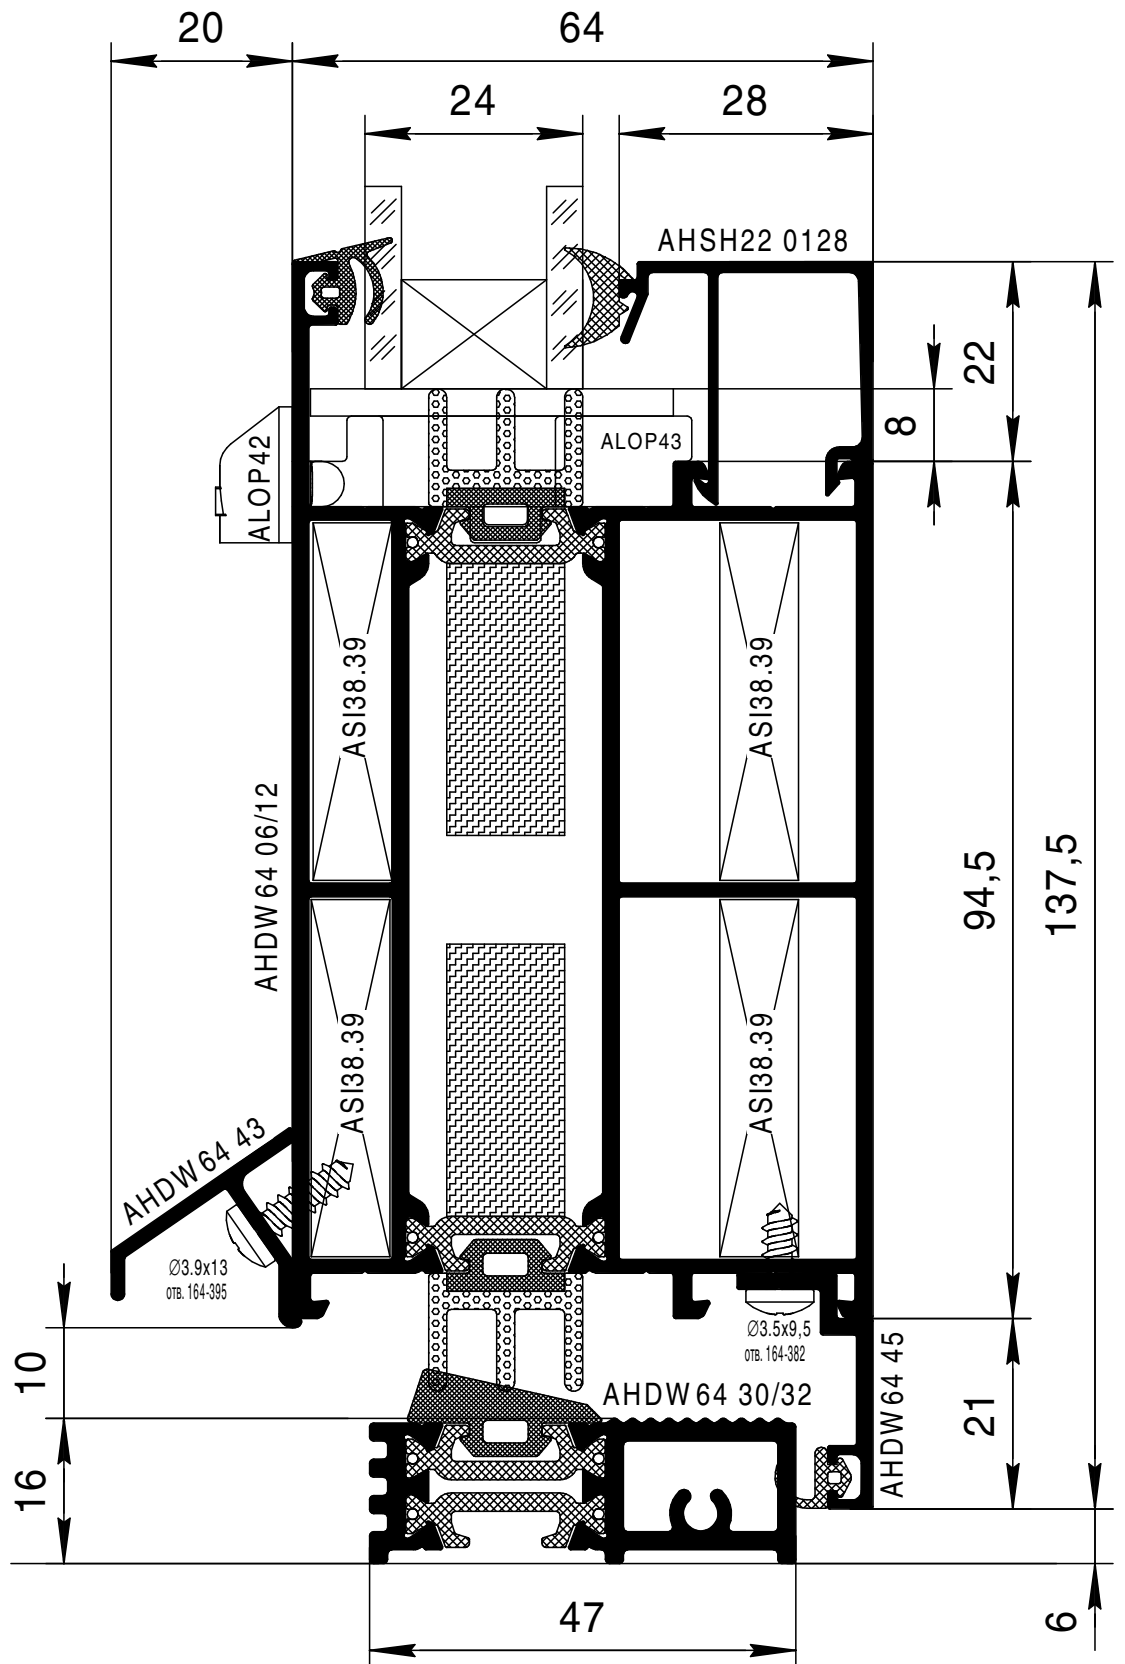 20
64
24
28
AHSH22 0128
22
8
ALOP42
ALOP43
ASI38.39
ASI38.39
AHDW64 06/12
94,5
137,5
ASI38.39
ASI38.39
AHDW64 43
Ø3.9x13
отв. 164-395
Ø3.5x9,5
отв. 164-382
10
AHDW64 30/32
AHDW64 45
21
16
47
6